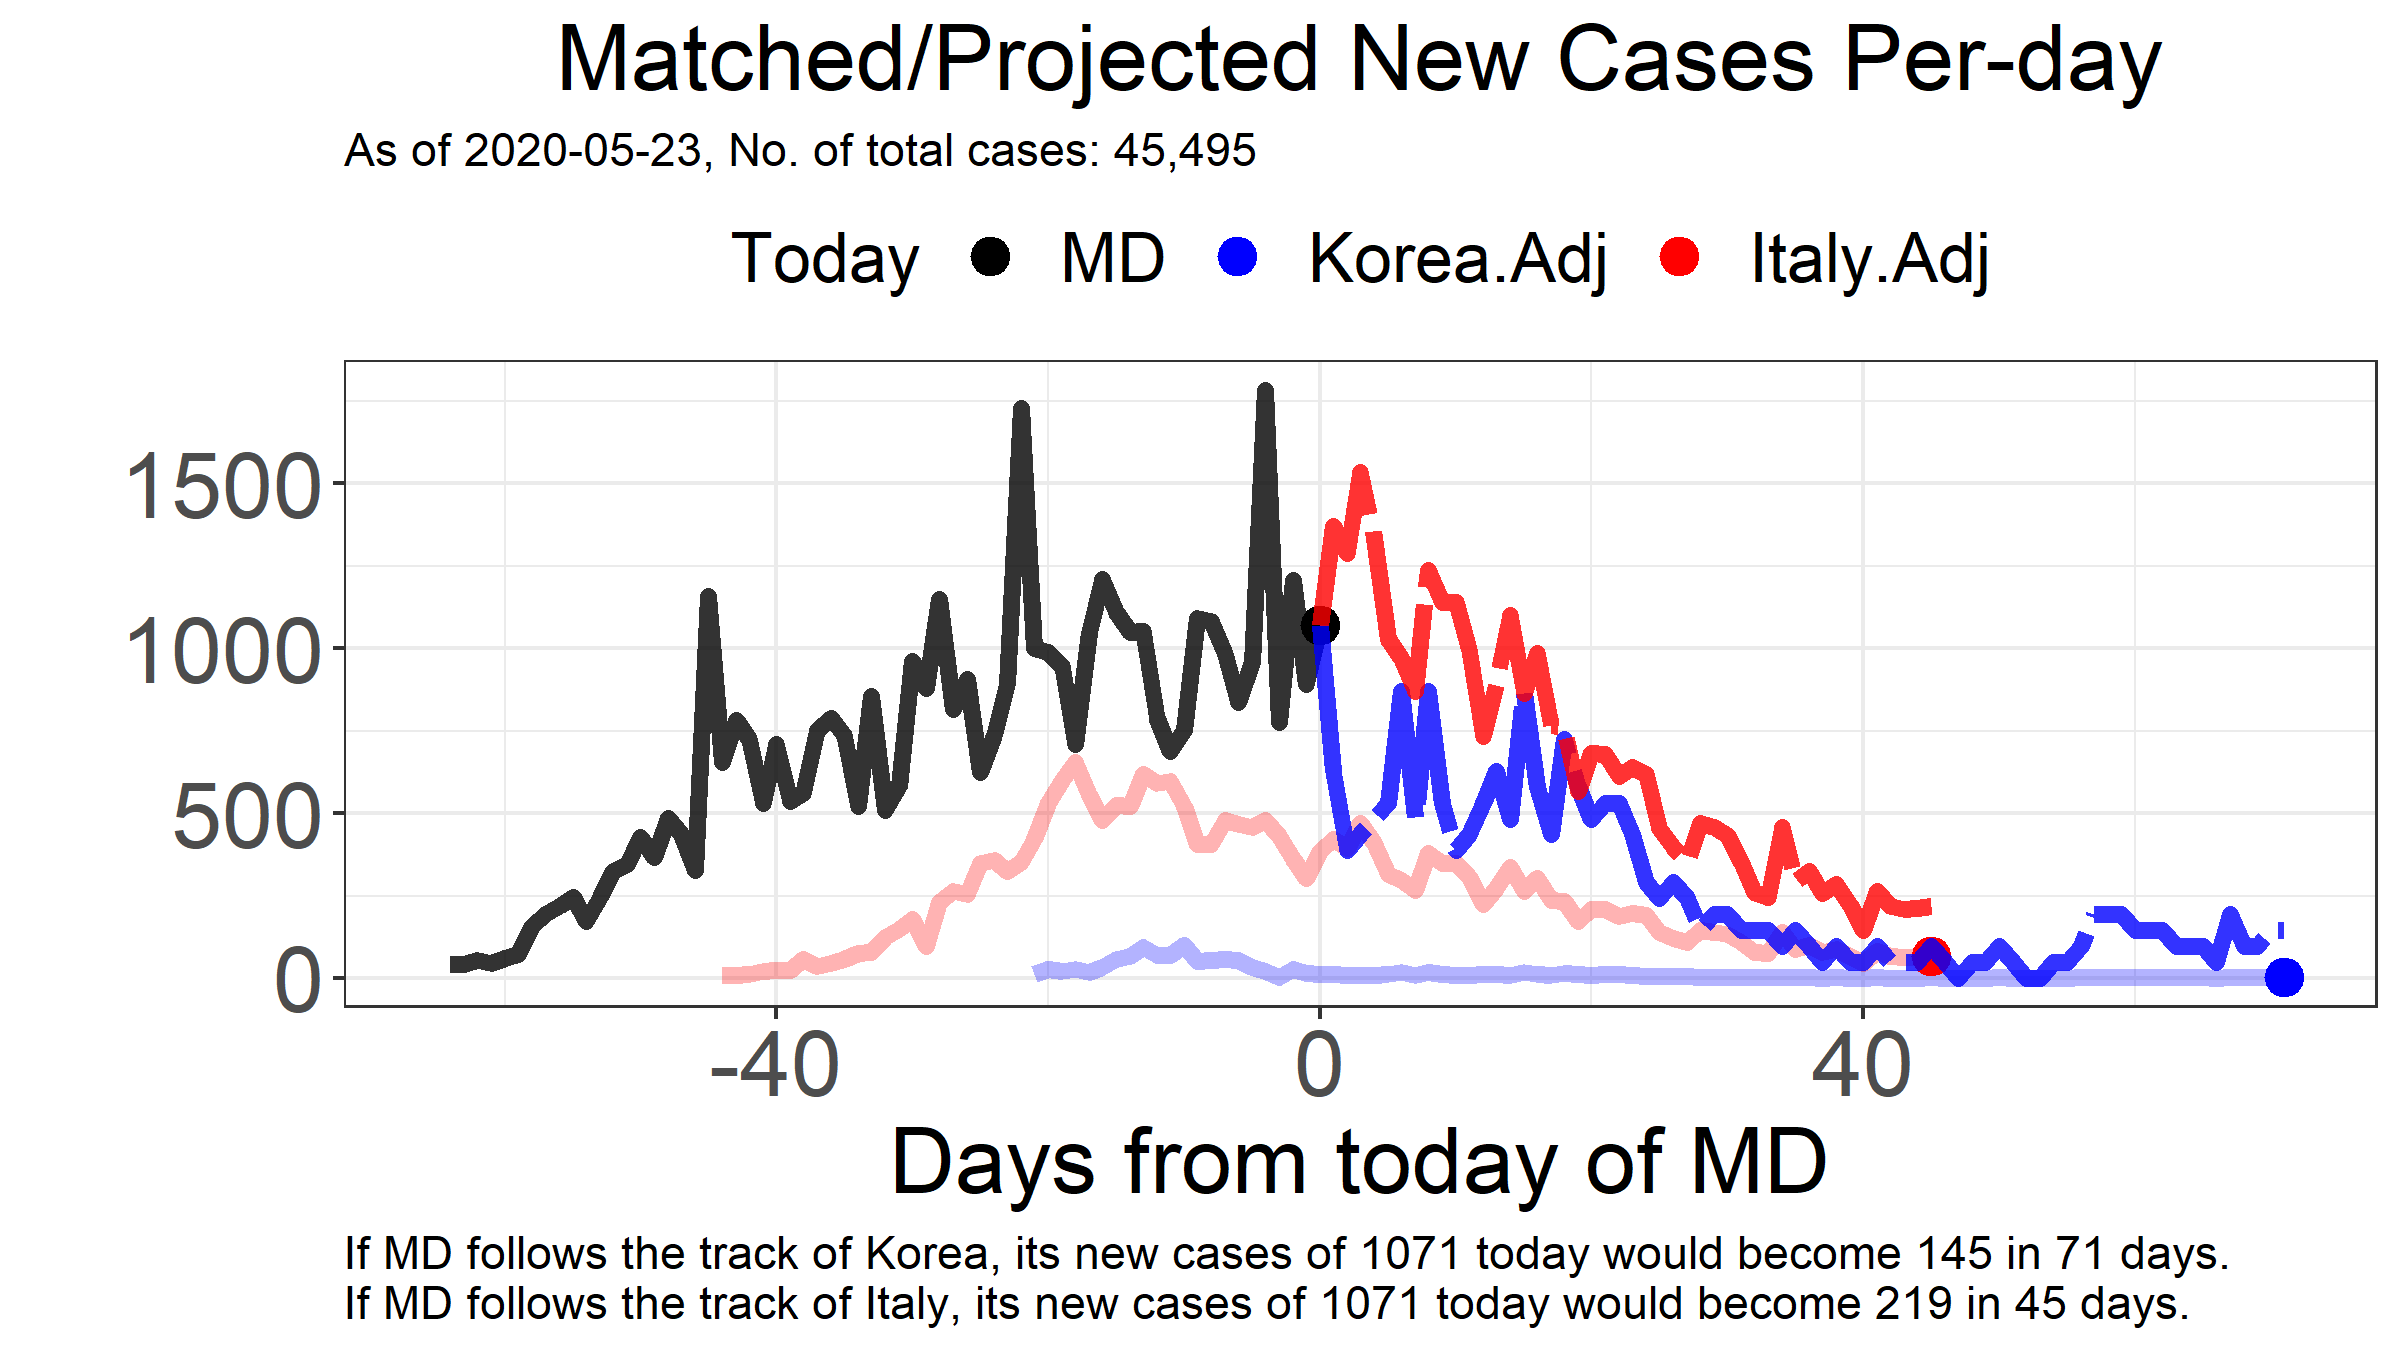 Matched/Projected New Cases Per-day
As of 2020-05-23, No. of total cases: 45,495
Today MD Korea.Adj Italy.Adj
1500
1000
500
0
-40 0 40
Days from today of MD
If MD follows the track of Korea, its new cases of 1071 today would become 145 in 71 days.
If MD follows the track of Italy, its new cases of 1071 today would become 219 in 45 days.